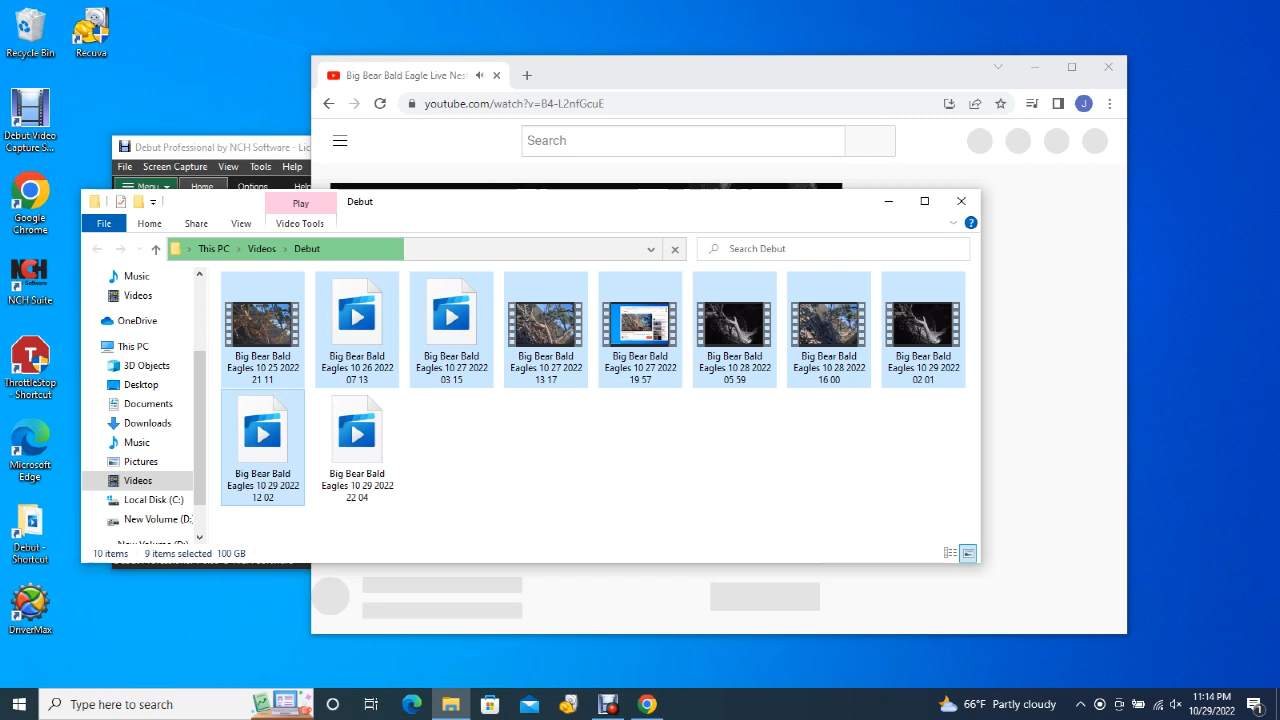 Recycle Bin
Recuva
Debut Video
Capture S...
Google
Chrome
NCH Suite
ThrottleStop
- Shortcut
Microsoft
Edge
Debut -
Shortcut
DriverMax
Big Bear Bald Eagle Live Nes
youtube.com/watch?v=B4-L2nfGcuE
J
Search
Debut Professional by NCH Software - Lic
File Screen Capture View Tools Help
Menu Home Options
Play
Debut
File Home Share View Video Tools
This PC > Videos > Debut
Search Debut
Music
Videos
OneDrive
This PC
3D Objects
Desktop
Documents
Downloads
Music
Pictures
Videos
Local Disk (C:)
New Volume (D:
Big Bear Bald
Eagles 10 25 2022
21 11
Big Bear Bald
Eagles 10 26 2022
07 13
Big Bear Bald
Eagles 10 27 2022
03 15
Big Bear Bald
Eagles 10 27 2022
13 17
Big Bear Bald
Eagles 10 27 2022
19 57
Big Bear Bald
Eagles 10 28 2022
05 59
Big Bear Bald
Eagles 10 28 2022
16 00
Big Bear Bald
Eagles 10 29 2022
02 01
Big Bear Bald
Eagles 10 29 2022
12 02
Big Bear Bald
Eagles 10 29 2022
22 04
10 items 9 items selected 100 GB
Type here to search
66°F Partly cloudy
11:14 PM
10/29/2022
1